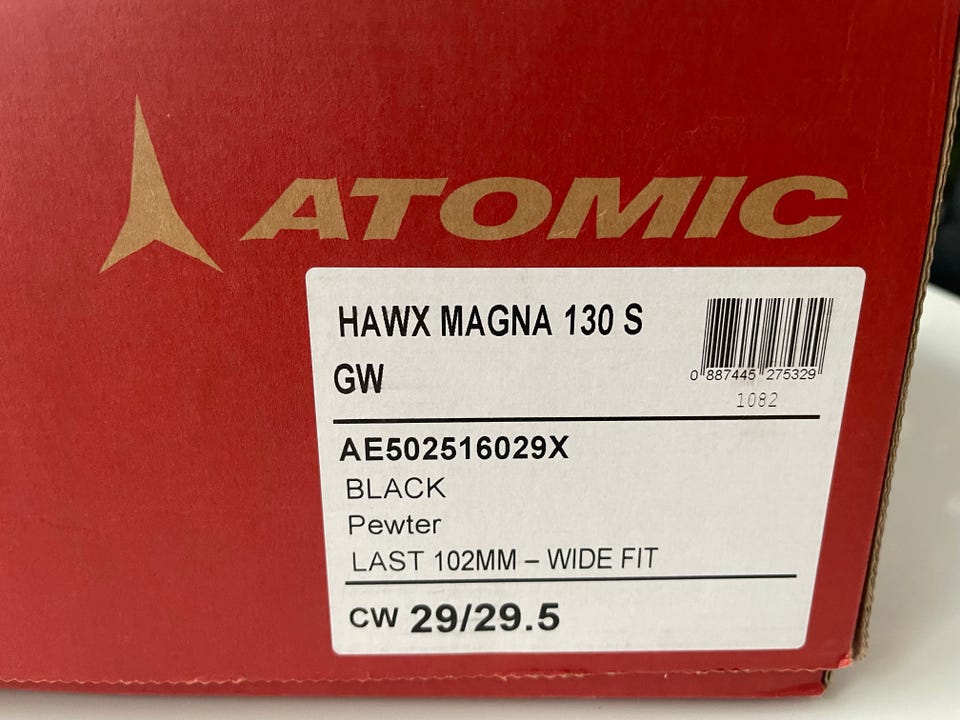 ATOMIC
HAWX MAGNA 130 S
GW
0 887445 275329
1082
AE502516029X
BLACK
Pewter
LAST 102MM – WIDE FIT
CW 29/29.5